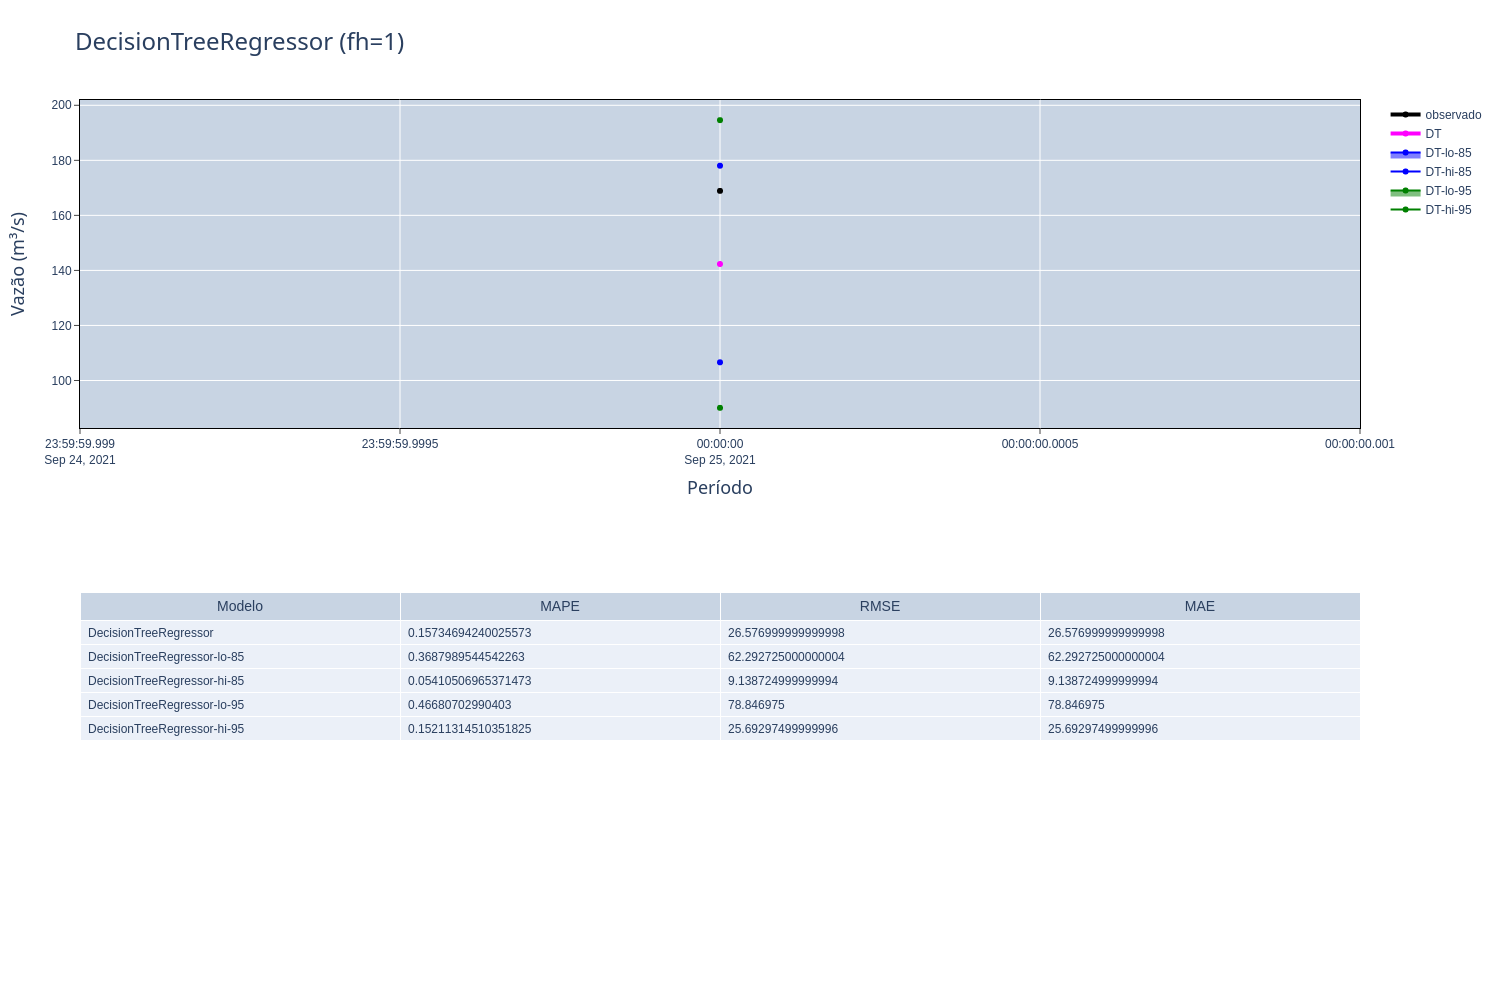 DecisionTreeRegressor (fh=1)
200
180
160
140
120
100
Vazão (m³/s)
23:59:59.999 23:59:59.9995 00:00:00 00:00:00.0005 00:00:00.001
Sep 24, 2021 Sep 25, 2021
Período
observado
DT
DT-lo-85
DT-hi-85
DT-lo-95
DT-hi-95
Modelo MAPE RMSE MAE
DecisionTreeRegressor 0.15734694240025573 26.576999999999998 26.576999999999998
DecisionTreeRegressor-lo-85 0.3687989544542263 62.292725000000004 62.292725000000004
DecisionTreeRegressor-hi-85 0.05410506965371473 9.138724999999994 9.138724999999994
DecisionTreeRegressor-lo-95 0.46680702990403 78.846975 78.846975
DecisionTreeRegressor-hi-95 0.15211314510351825 25.69297499999996 25.69297499999996